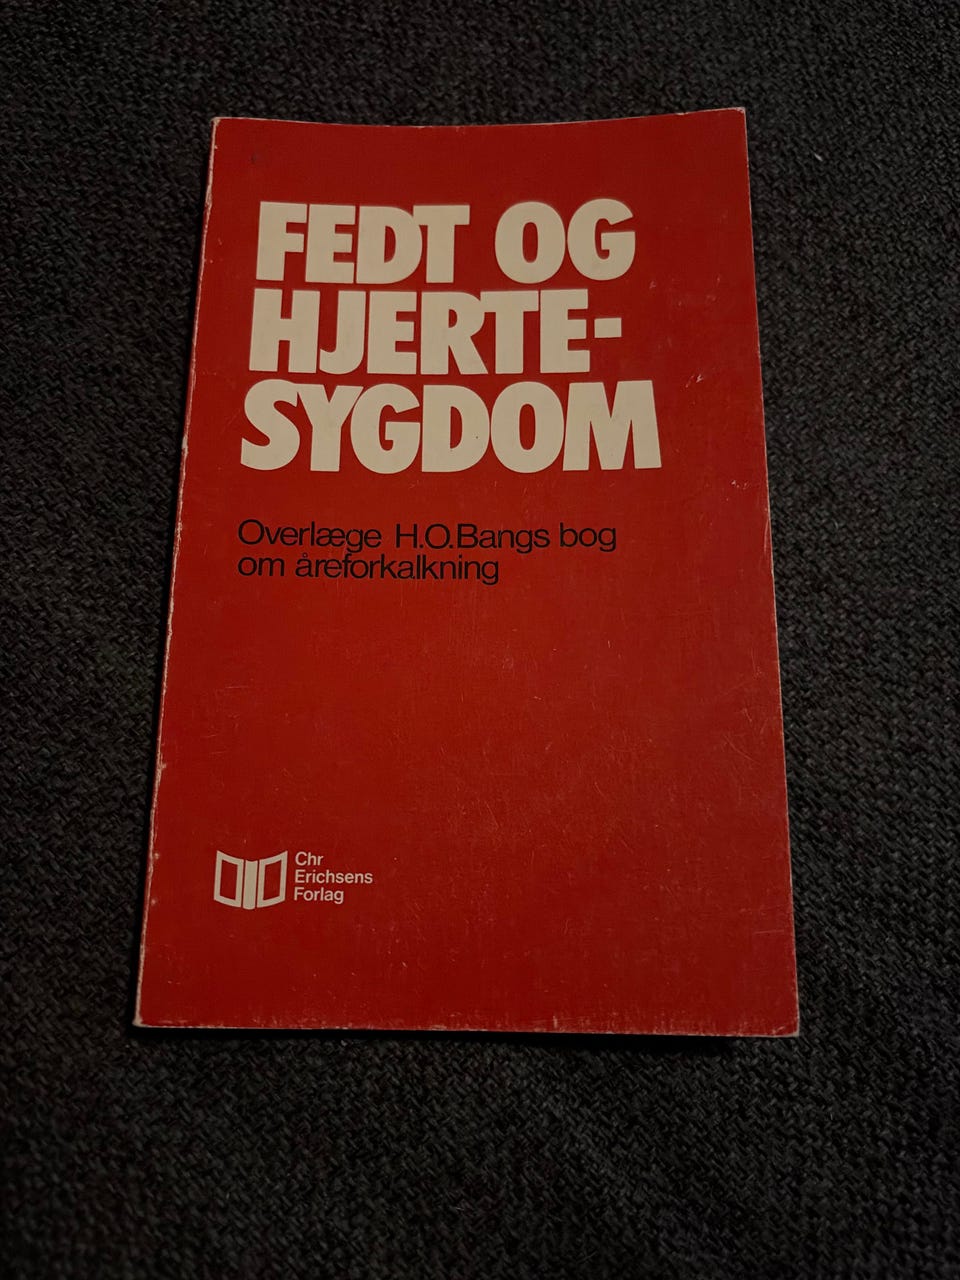 FEDT OG
HJERTE-
SYGDOM
Overlæge H.O.Bangs bog
om åreforkalkning
Chr
Erichsens
Forlag